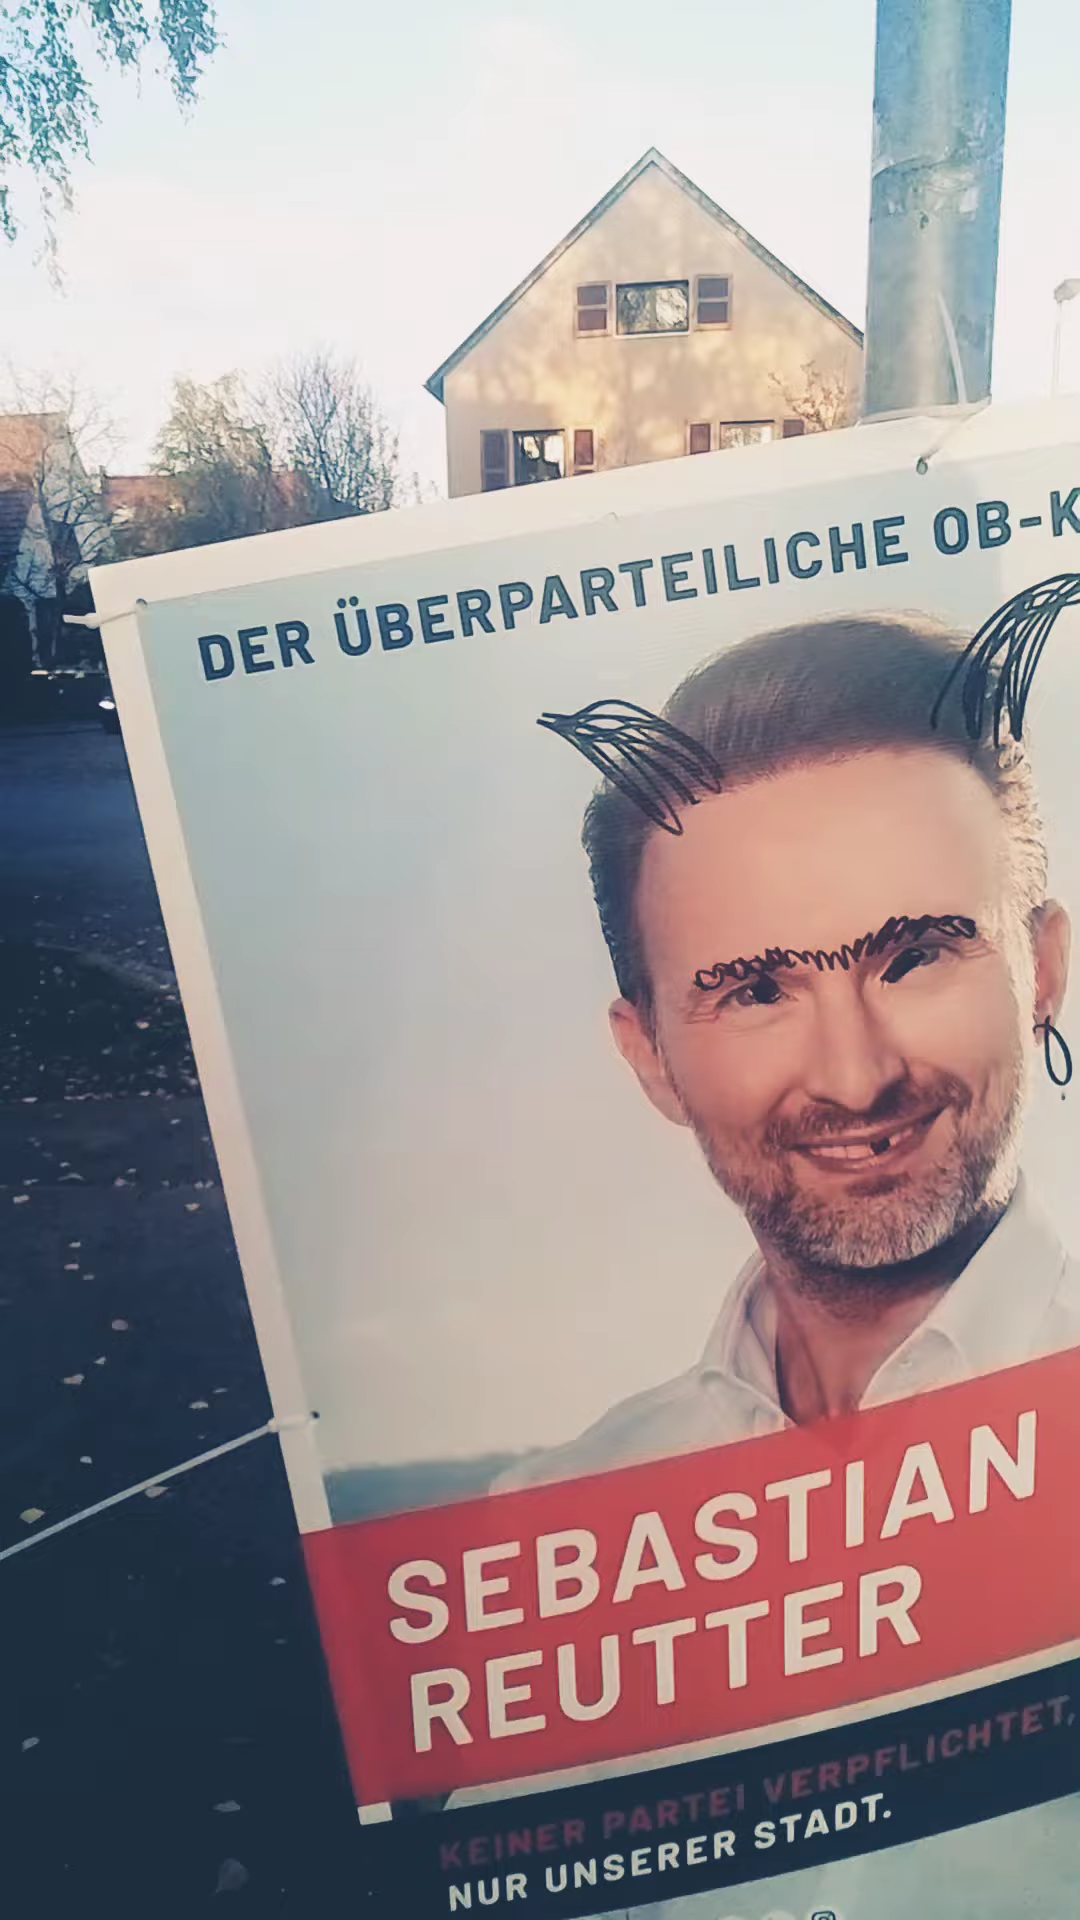 DER ÜBERPARTEILICHE OB-K
SEBASTIAN
REUTTER
KEINER PARTEI VERPFLICHTET,
NUR UNSERER STADT.